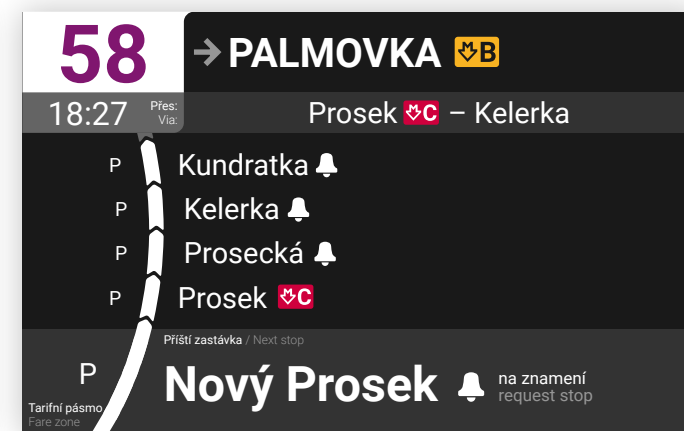 58 → PALMOVKA B
18:27 Přes: Via: Prosek C – Kelerka
P Kundratka
P Kelerka
P Prosecká
P Prosek C
Příští zastávka / Next stop
P Nový Prosek na znamení
request stop
Tarifní pásmo
Fare zone